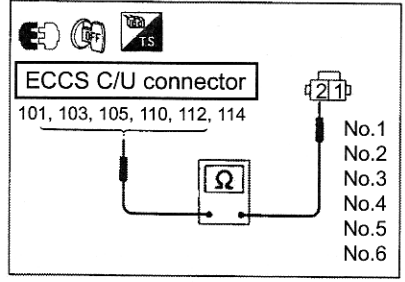 OFF
TS
ECCS C/U connector
101, 103, 105, 110, 112, 114
2 1
Ω
No.1
No.2
No.3
No.4
No.5
No.6